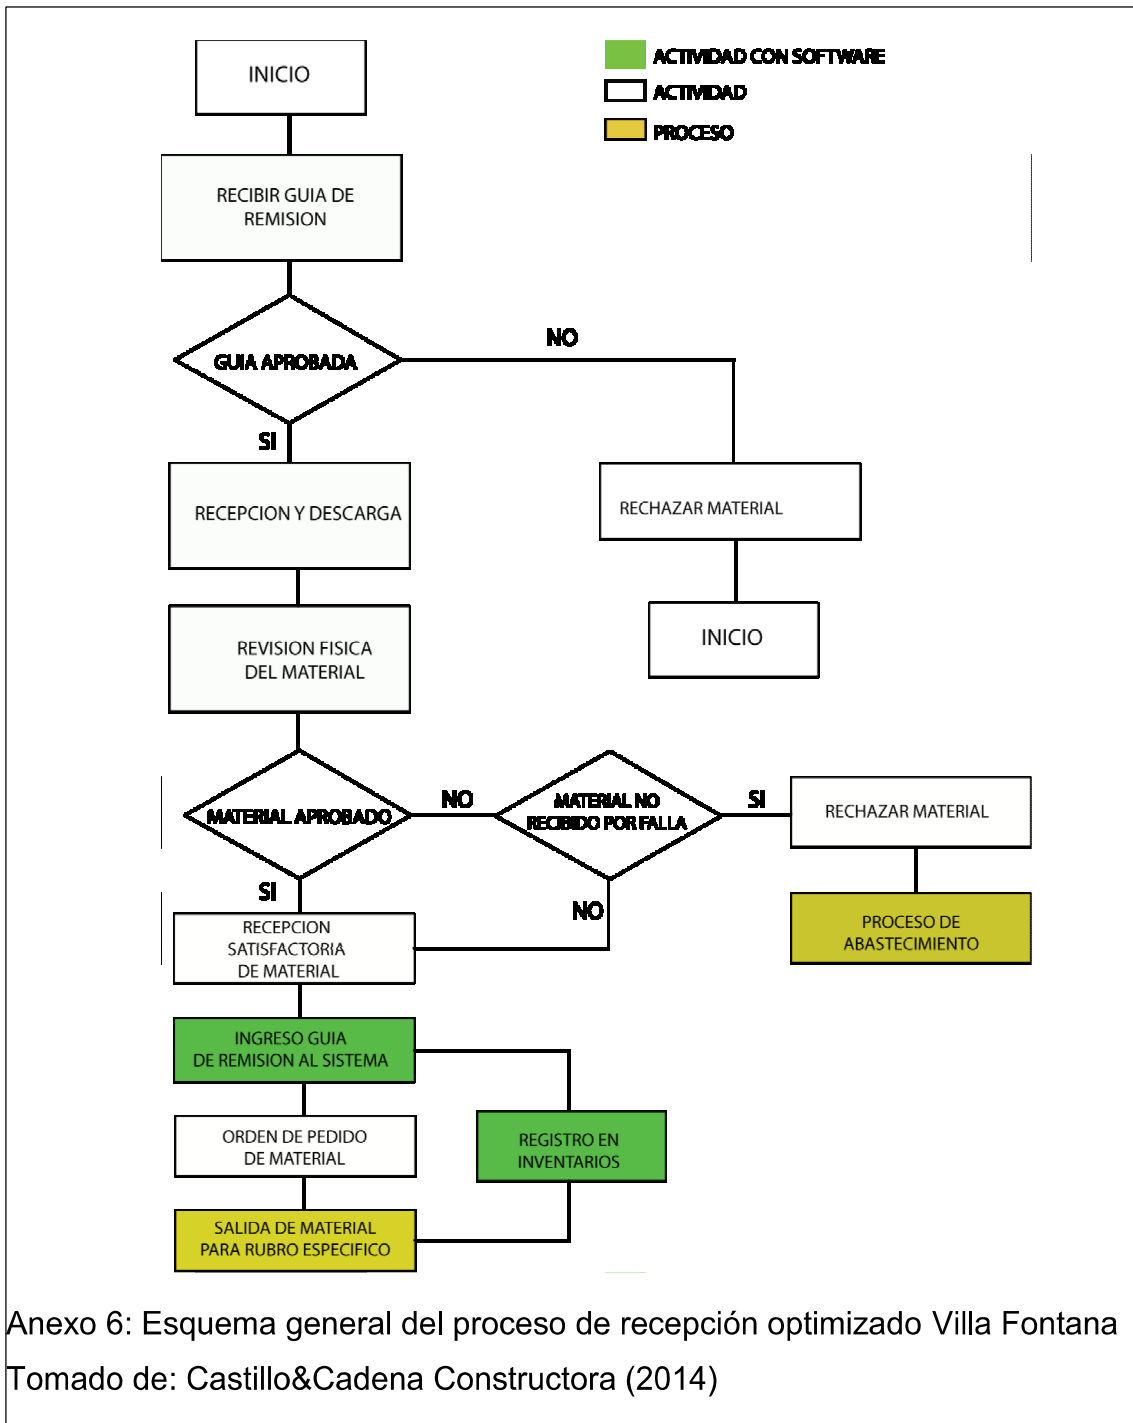 INICIO
ACTIVIDAD CON SOFTWARE
ACTIVIDAD
PROCESO
RECIBIR GUIA DE
REMISION
GUIA APROBADA
NO
SI
RECEPCION Y DESCARGA
RECHAZAR MATERIAL
REVISION FISICA
DEL MATERIAL
INICIO
MATERIAL APROBADO
NO
MATERIAL NO
RECIBIDO POR FALLA
SI
RECHAZAR MATERIAL
SI
NO
RECEPCION
SATISFACTORIA
DE MATERIAL
PROCESO DE
ABASTECIMIENTO
INGRESO GUIA
DE REMISION AL SISTEMA
ORDEN DE PEDIDO
DE MATERIAL
REGISTRO EN
INVENTARIOS
SALIDA DE MATERIAL
PARA RUBRO ESPECIFICO
Anexo 6: Esquema general del proceso de recepción optimizado Villa Fontana
Tomado de: Castillo&Cadena Constructora (2014)